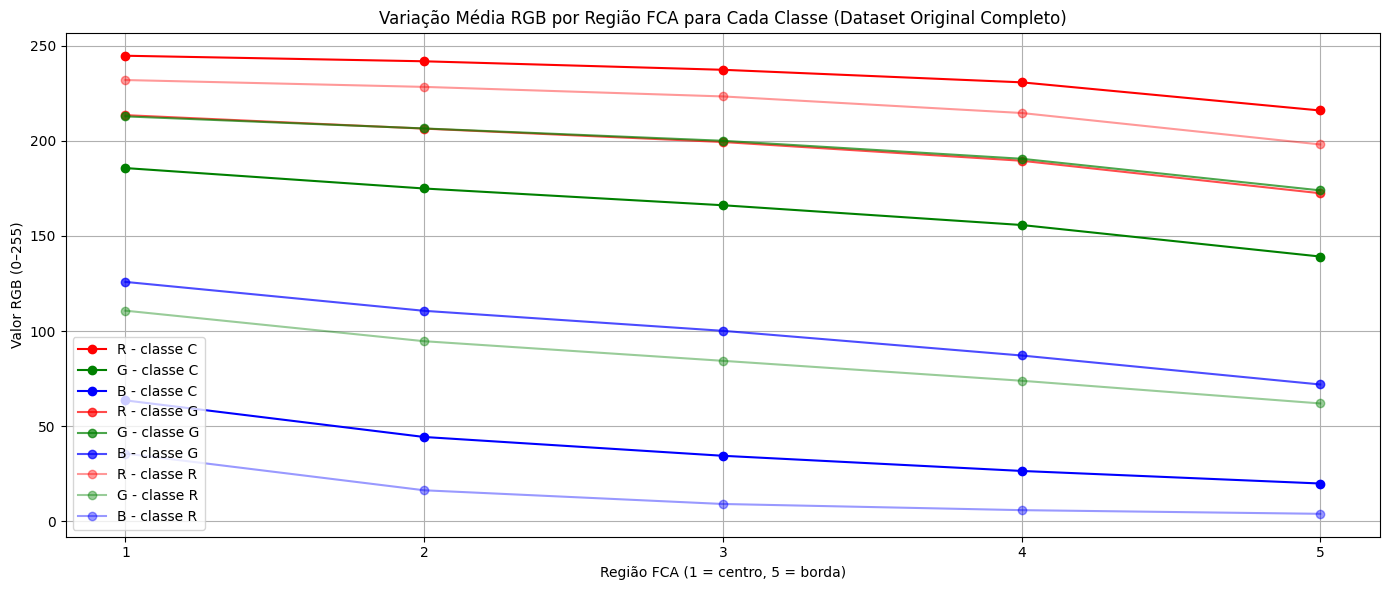 Variação Média RGB por Região FCA para Cada Classe (Dataset Original Completo)
250
200
150
100
50
0
Valor RGB (0–255)
R - classe C
G - classe C
B - classe C
R - classe G
G - classe G
B - classe G
R - classe R
G - classe R
B - classe R
1 2 3 4 5
Região FCA (1 = centro, 5 = borda)